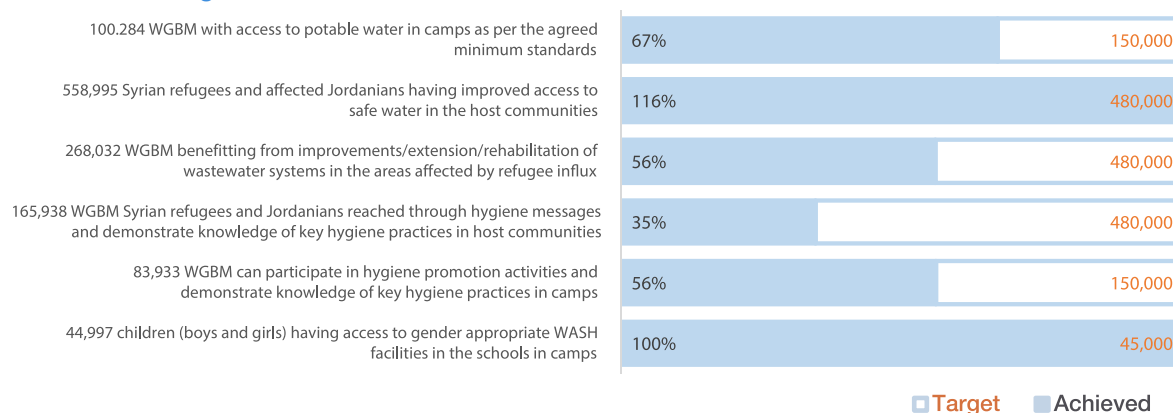 100.284 WGBM with access to potable water in camps as per the agreed
minimum standards
67%
150,000
558,995 Syrian refugees and affected Jordanians having improved access to
safe water in the host communities
116%
480,000
268,032 WGBM benefitting from improvements/extension/rehabilitation of
wastewater systems in the areas affected by refugee influx
56%
480,000
165,938 WGBM Syrian refugees and Jordanians reached through hygiene messages
and demonstrate knowledge of key hygiene practices in host communities
35%
480,000
83,933 WGBM can participate in hygiene promotion activities and
demonstrate knowledge of key hygiene practices in camps
56%
150,000
44,997 children (boys and girls) having access to gender appropriate WASH
facilities in the schools in camps
100%
45,000
Target
Achieved